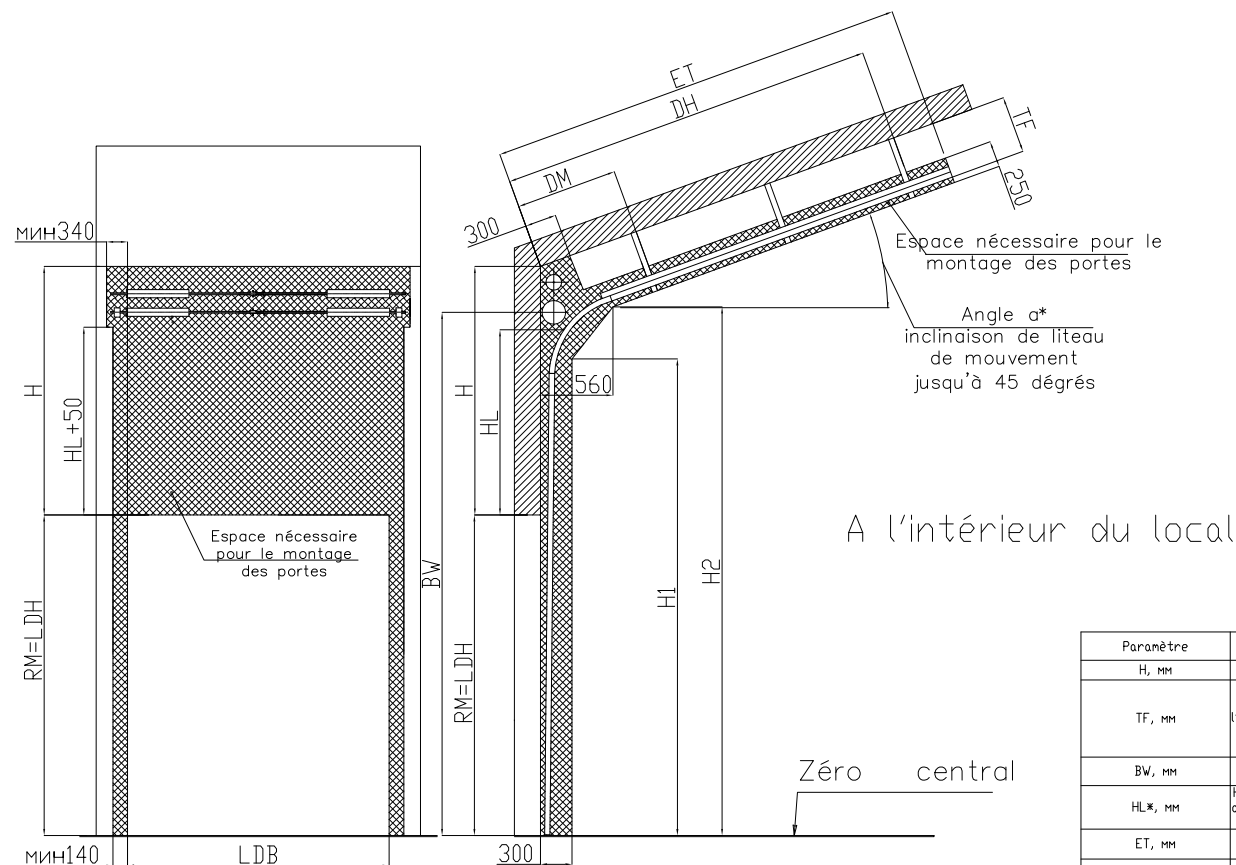 ET
DH
TF
DM
250
300
мин340
Espace nécessaire pour le
montage des portes
Angle a*
inclinaison de liteau
de mouvement
jusqu'à 45 dégrés
H
HL+50
H
HL
560
Espace nécessaire
pour le montage
des portes
BW
H1
H2
A l'intérieur du local
RM=LDH
RM=LDH
Zéro central
мин140
LDB
300
Paramètre
H, мм
TF, мм
BW, мм
HL*, мм
ET, мм